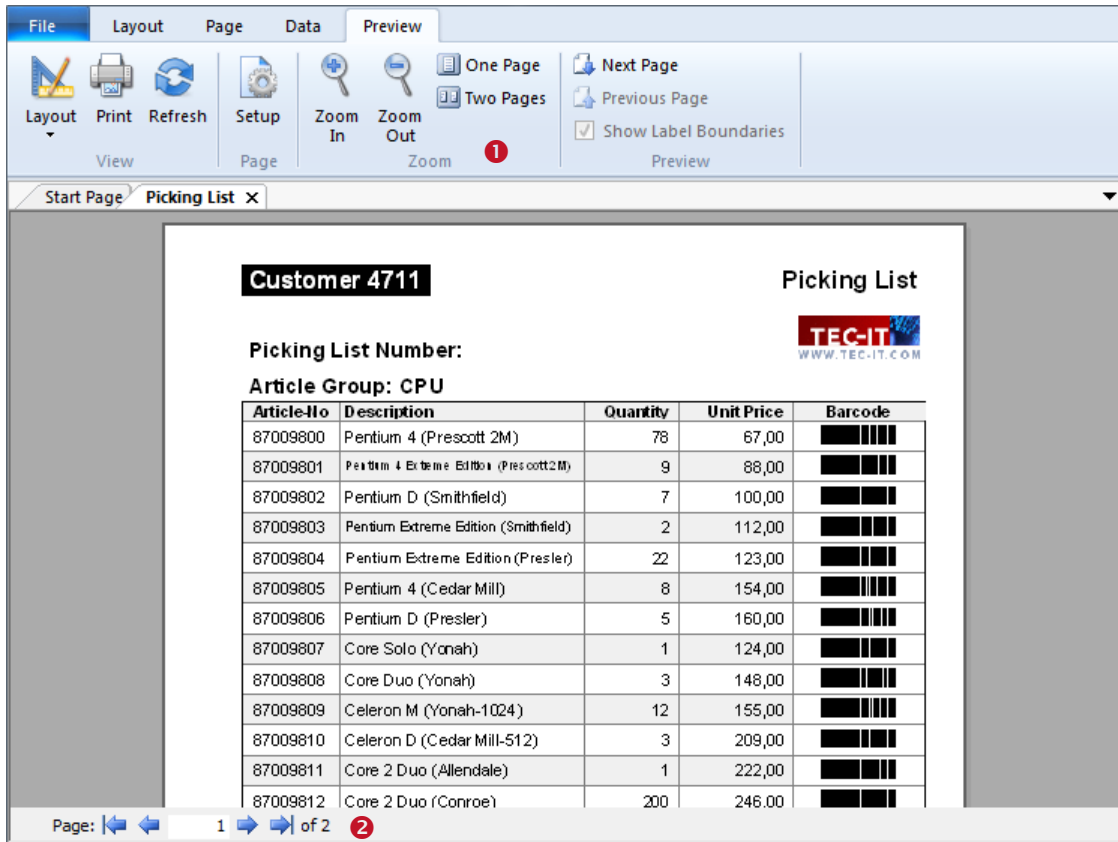 File Layout Page Data Preview
Layout Print Refresh Setup Zoom In Zoom Out
One Page
Two Pages
Next Page
Previous Page
Show Label Boundaries
View Page Zoom 1 Preview
Start Page Picking List X
Customer 4711 Picking List
TEC-IT
WWW.TEC-IT.COM
Picking List Number:
Article Group: CPU
Article-No Description Quantity Unit Price Barcode
87009800 Pentium 4 (Prescott 2M) 78 67,00
87009801 Pentium 4 Extreme Edition (Prescott2M) 9 88,00
87009802 Pentium D (Smithfield) 7 100,00
87009803 Pentium Extreme Edition (Smithfield) 2 112,00
87009804 Pentium Extreme Edition (Presler) 22 123,00
87009805 Pentium 4 (Cedar Mill) 8 154,00
87009806 Pentium D (Presler) 5 160,00
87009807 Core Solo (Yonah) 1 124,00
87009808 Core Duo (Yonah) 3 148,00
87009809 Celeron M (Yonah-1024) 12 155,00
87009810 Celeron D (Cedar Mill-512) 3 209,00
87009811 Core 2 Duo (Allendale) 1 222,00
87009812 Core 2 Duo (Conroe) 200 246,00
Page: 1 of 2 2